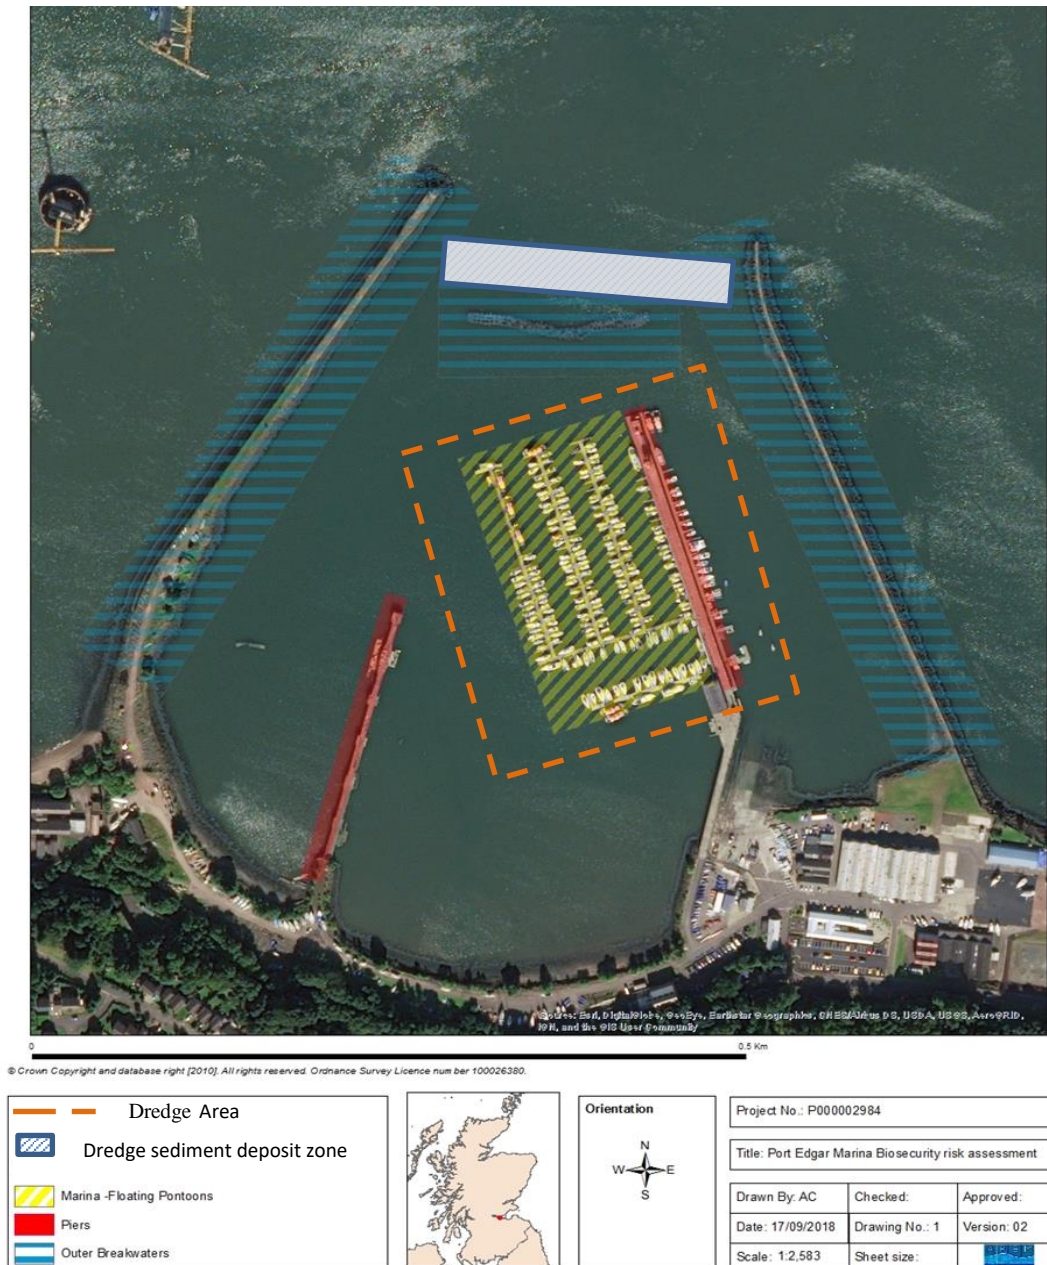 Sources: Esri, DigitalGlobe, GeoEye, Earthstar Geographics, CNES/Airbus DS, USDA, USGS, AeroGRID,
IGN, and the GIS User Community
0 0.5 Km
© Crown Copyright and database right [2010]. All rights reserved. Ordnance Survey Licence number 100026380.
Dredge Area
Dredge sediment deposit zone
Marina -Floating Pontoons
Piers
Outer Breakwaters
Orientation
N
W E
S
Project No.: P000002984
Title: Port Edgar Marina Biosecurity risk assessment
Drawn By: AC Checked: Approved:
Date: 17/09/2018 Drawing No.: 1 Version: 02
Scale: 1:2,583 Sheet size: